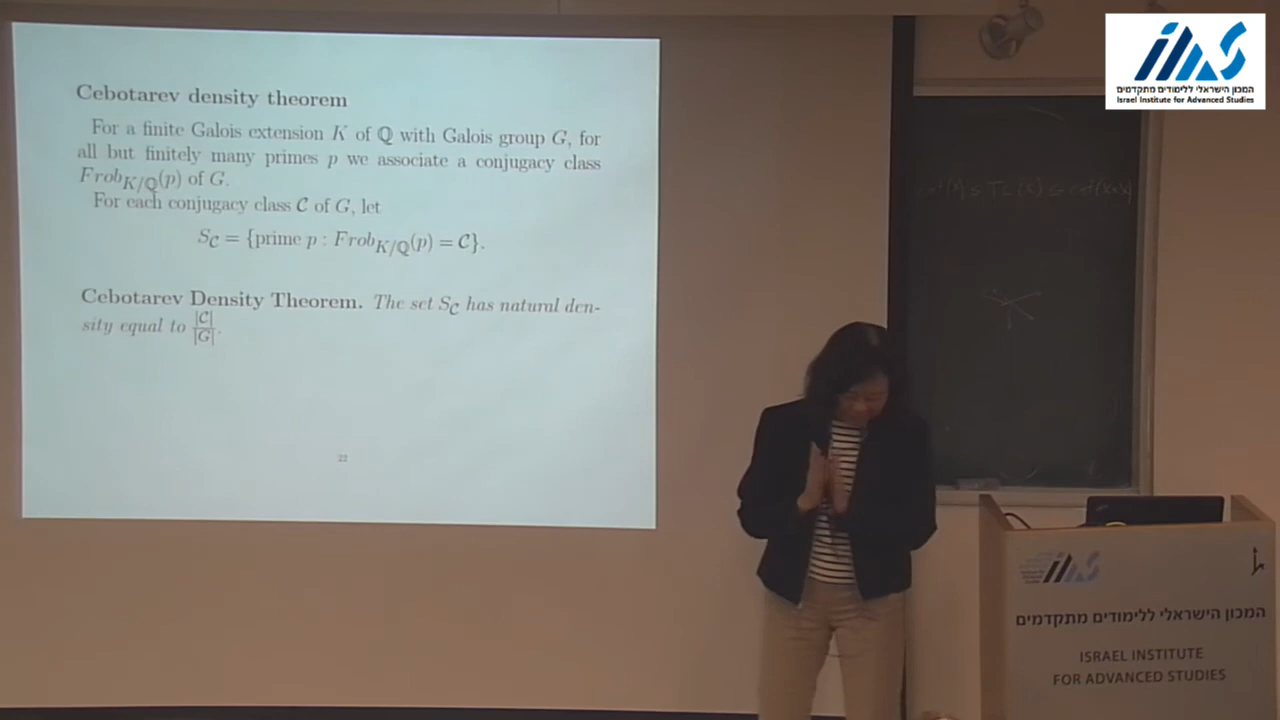 Cebotarev density theorem
For a finite Galois extension K of ℚ with Galois group G, for
all but finitely many primes p we associate a conjugacy class
Frob_{K/ℚ}(p) of G.
For each conjugacy class 𝒞 of G, let
S_𝒞 = {prime p : Frob_{K/ℚ}(p) = 𝒞}.
Cebotarev Density Theorem. The set S_𝒞 has natural den-
sity equal to |𝒞|/|G|.
22
המכון הישראלי ללימודים מתקדמים
Israel Institute for Advanced Studies
המכון הישראלי ללימודים מתקדמים
ISRAEL INSTITUTE
FOR ADVANCED STUDIES